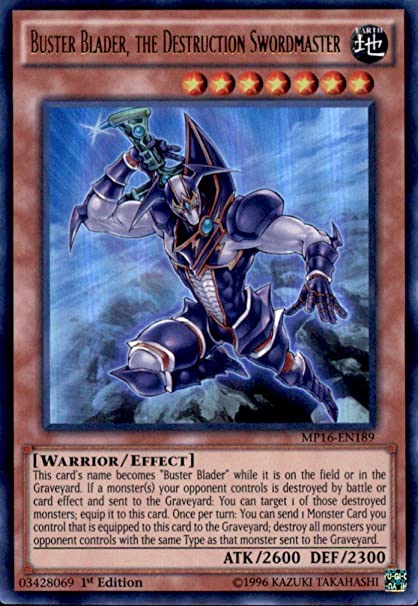 BUSTER BLADER, THE DESTRUCTION SWORDMASTER
EARTH
地
MP16-EN189
[WARRIOR/EFFECT]
This card's name becomes "Buster Blader" while it is on the field or in the
Graveyard. If a monster(s) your opponent controls is destroyed by battle or
card effect and sent to the Graveyard: You can target 1 of those destroyed
monsters; equip it to this card. Once per turn: You can send 1 Monster Card you
control that is equipped to this card to the Graveyard; destroy all monsters your
opponent controls with the same Type as that monster sent to the Graveyard.
ATK/2600 DEF/2300
03428069 1st Edition ©1996 KAZUKI TAKAHASHI